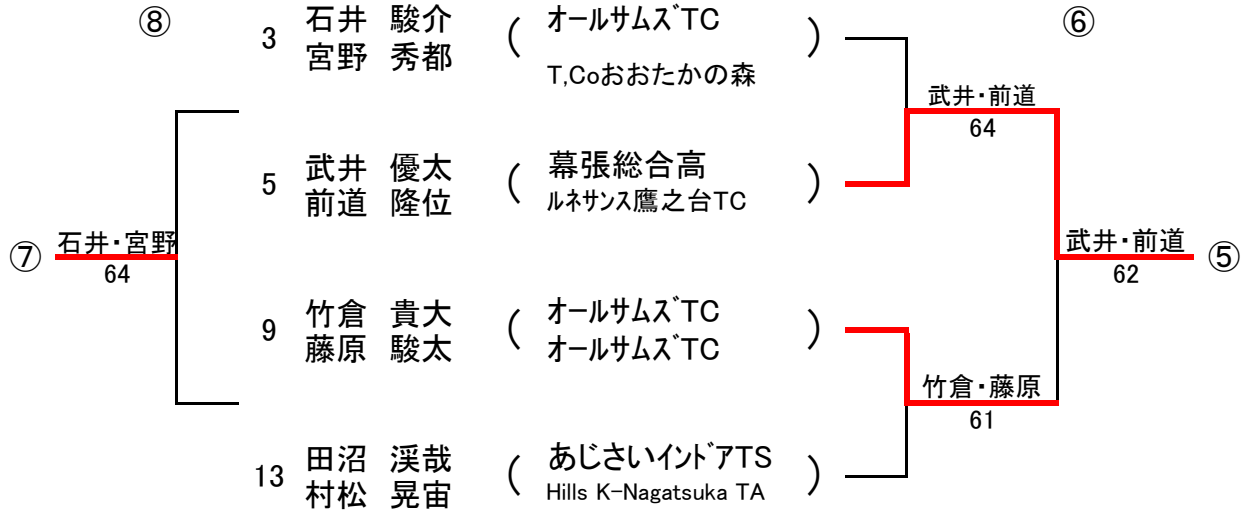 ⑧
⑥
3 石井 駿介 ( オールサムズTC )
宮野 秀都 T,Coおおたかの森
武井・前道
64
5 武井 優太 ( 幕張総合高 )
前道 隆位 ルネサンス鷹之台TC
⑦ 石井・宮野
64
武井・前道 ⑤
62
9 竹倉 貴大 ( オールサムズTC )
藤原 駿太 オールサムズTC
竹倉・藤原
61
13 田沼 渓哉 ( あじさいインドアTS )
村松 晃宙 Hills K-Nagatsuka TA